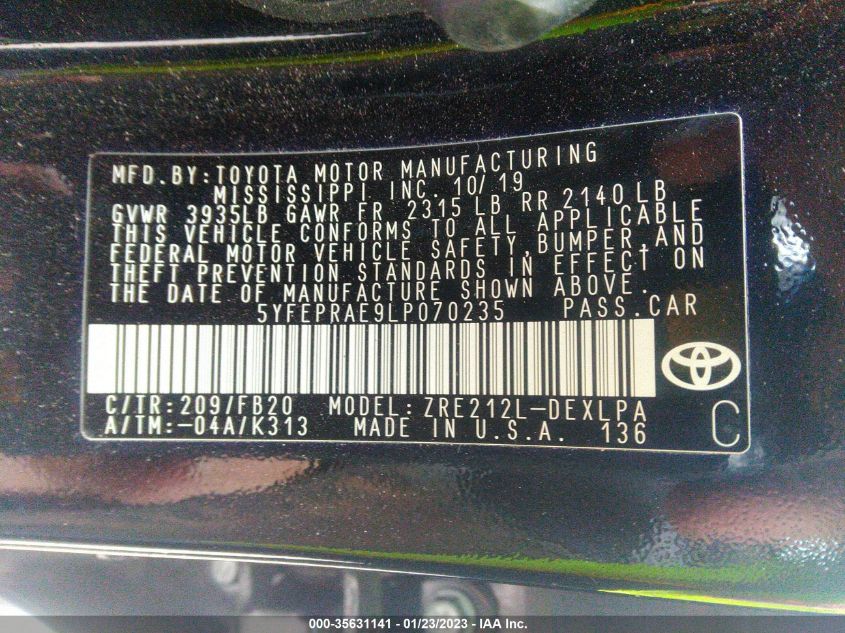 MFD. BY: TOYOTA MOTOR MANUFACTURING
MISSISSIPPI, INC. 10/19
GVWR 3935LB GAWR FR 2315 LB RR 2140 LB
THIS VEHICLE CONFORMS TO ALL APPLICABLE
FEDERAL MOTOR VEHICLE SAFETY, BUMPER, AND
THEFT PREVENTION STANDARDS IN EFFECT ON
THE DATE OF MANUFACTURE SHOWN ABOVE.
5YFEPRAE9LP070235 PASS. CAR
C/TR: 209/FB20 MODEL: ZRE212L-DEXLPA
A/TM: -04A/K313 MADE IN U.S.A. 136 C
000-35631141 - 01/23/2023 - IAA Inc.